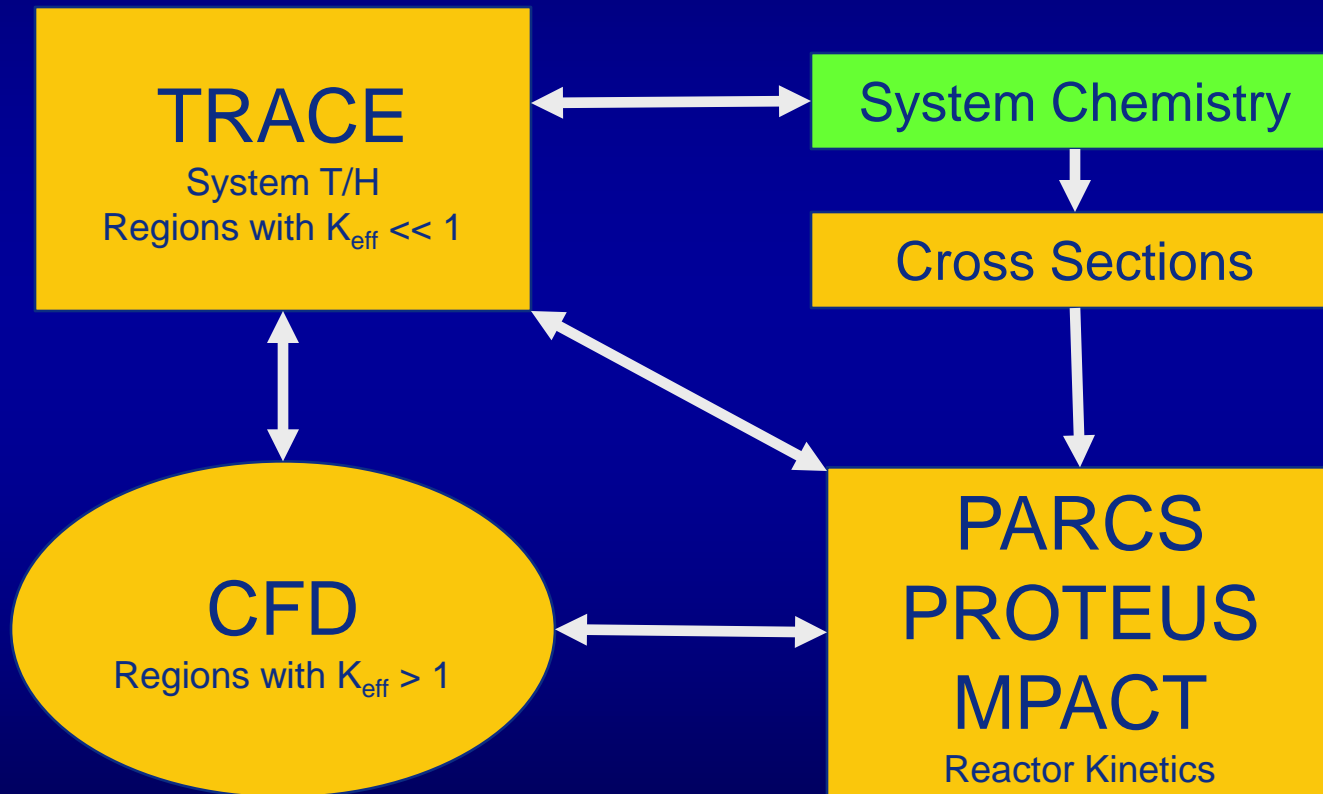 TRACE
System T/H
Regions with Keff << 1
System Chemistry
Cross Sections
CFD
Regions with Keff > 1
PARCS
PROTEUS
MPACT
Reactor Kinetics